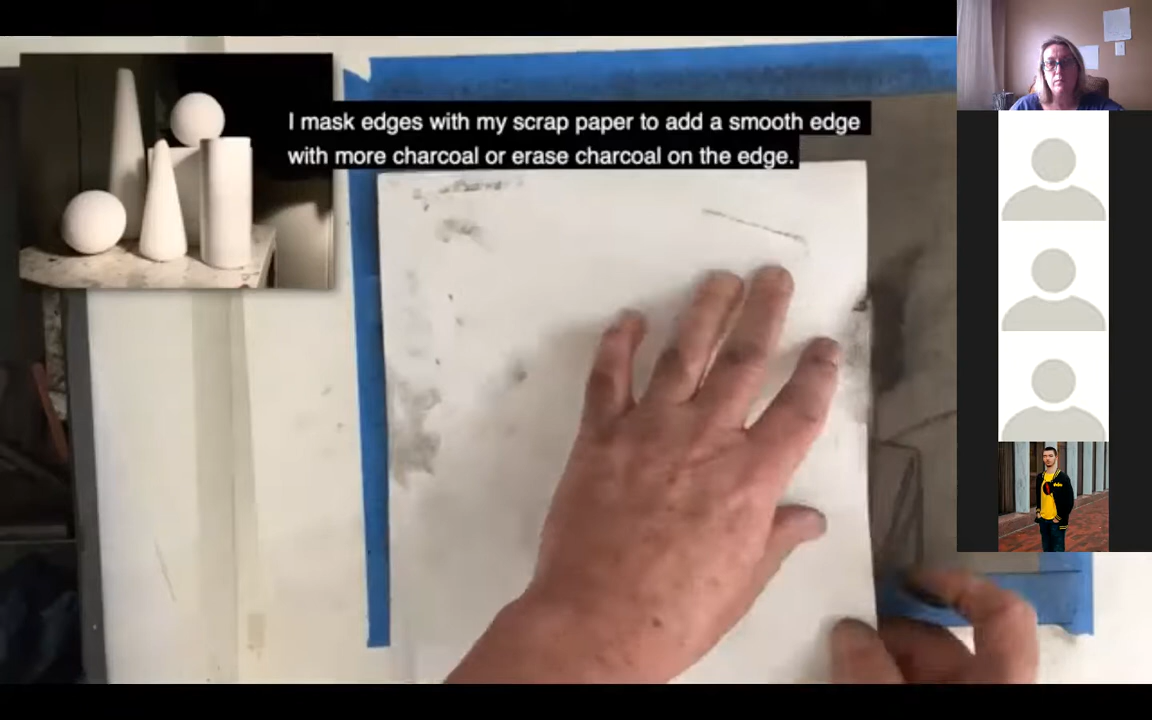 I mask edges with my scrap paper to add a smooth edge
with more charcoal or erase charcoal on the edge.